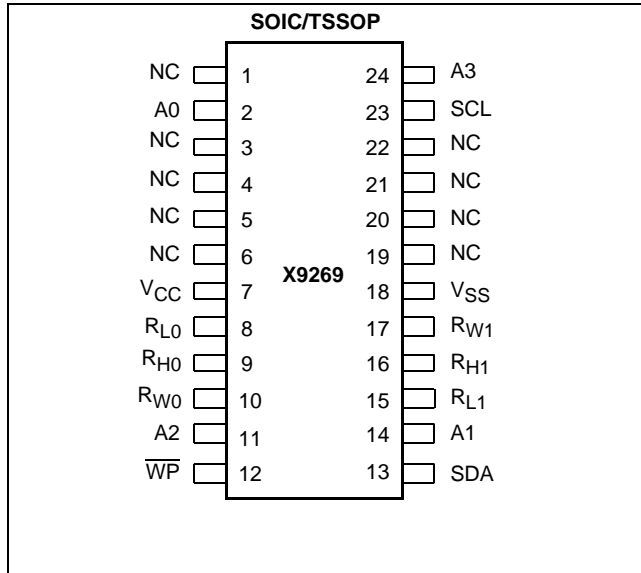 SOIC/TSSOP
NC 1 24 A3
A0 2 23 SCL
NC 3 22 NC
NC 4 21 NC
NC 5 20 NC
NC 6 19 NC
X9269
VCC 7 18 VSS
RL0 8 17 RW1
RH0 9 16 RH1
RW0 10 15 RL1
A2 11 14 A1
W̅P̅ 12 13 SDA